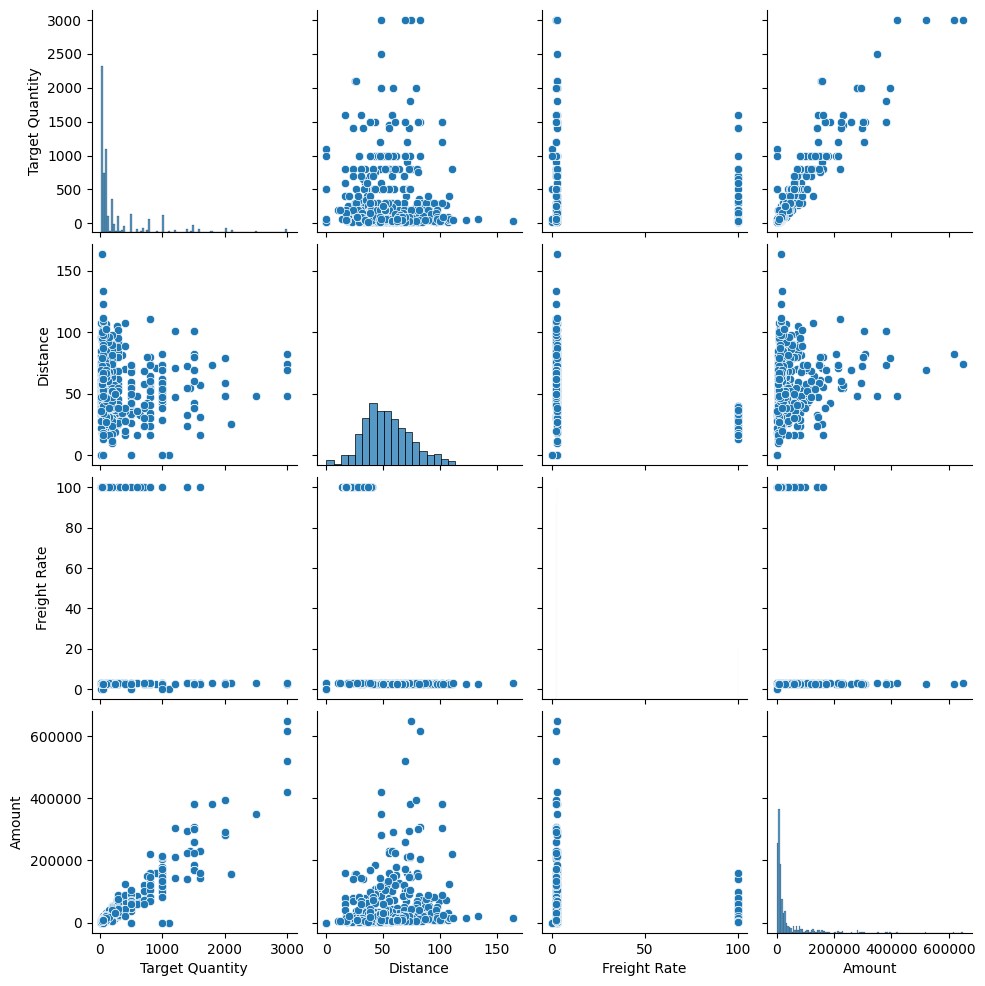 3000
2500
2000
1500
1000
500
0
Target Quantity
150
100
50
0
Distance
100
80
60
40
20
0
Freight Rate
600000
400000
200000
0
Amount
0 1000 2000 3000
0 50 100 150
0 50 100
0 200000 400000 600000
Target Quantity Distance Freight Rate Amount